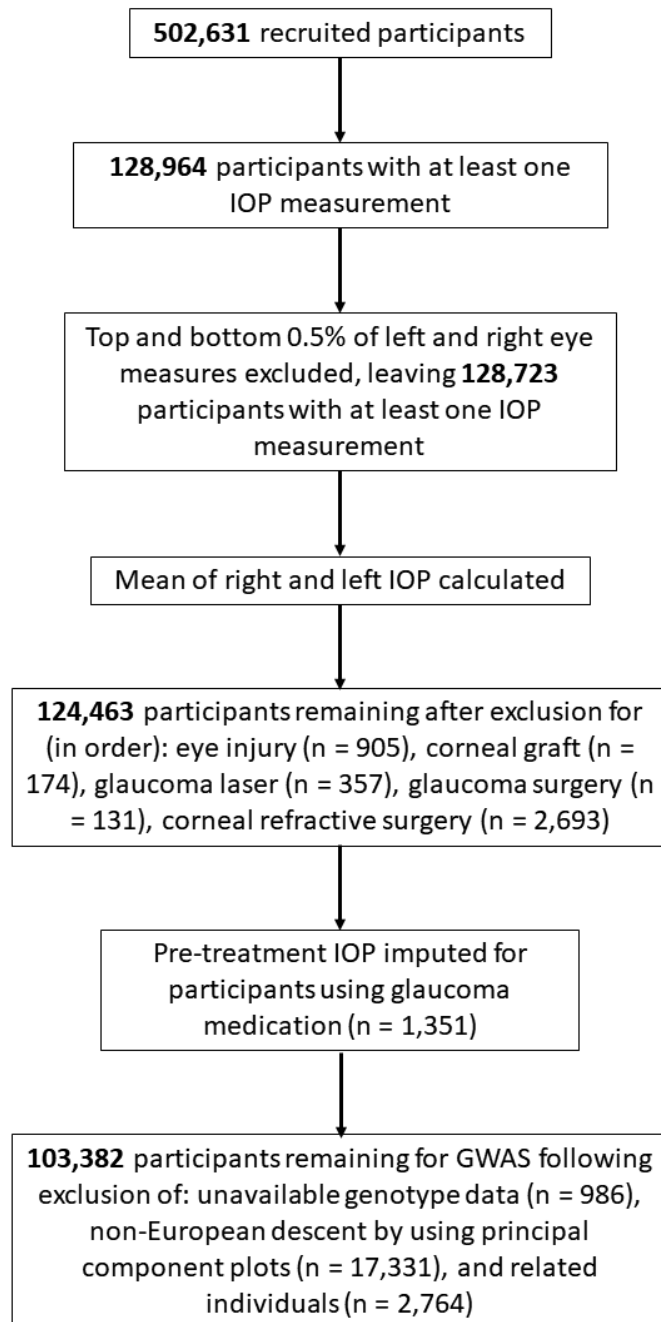 502,631 recruited participants
128,964 participants with at least one
IOP measurement
Top and bottom 0.5% of left and right eye
measures excluded, leaving 128,723
participants with at least one IOP
measurement
Mean of right and left IOP calculated
124,463 participants remaining after exclusion for
(in order): eye injury (n = 905), corneal graft (n =
174), glaucoma laser (n = 357), glaucoma surgery (n
= 131), corneal refractive surgery (n = 2,693)
Pre-treatment IOP imputed for
participants using glaucoma
medication (n = 1,351)
103,382 participants remaining for GWAS following
exclusion of: unavailable genotype data (n = 986),
non-European descent by using principal
component plots (n = 17,331), and related
individuals (n = 2,764)